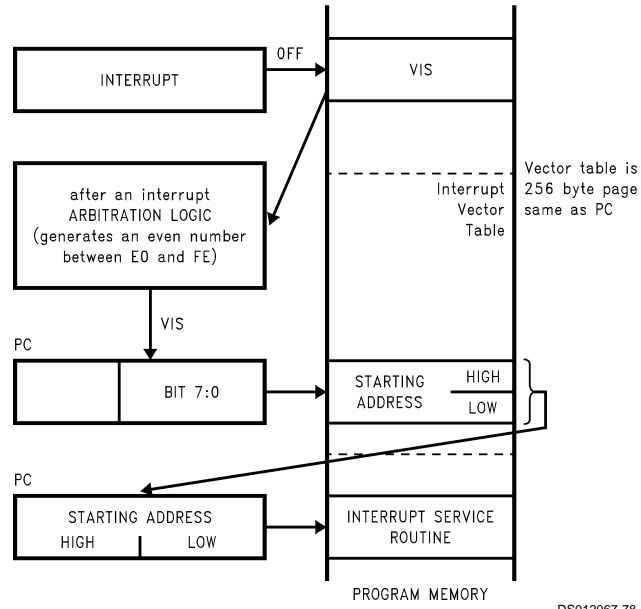 INTERRUPT
OFF
VIS
after an interrupt
ARBITRATION LOGIC
(generates an even number
between E0 and FE)
Interrupt
Vector
Table
Vector table is
256 byte page
same as PC
VIS
PC
BIT 7:0
STARTING
ADDRESS
HIGH
LOW
PC
STARTING ADDRESS
HIGH
LOW
INTERRUPT SERVICE
ROUTINE
PROGRAM MEMORY
DS012067-78